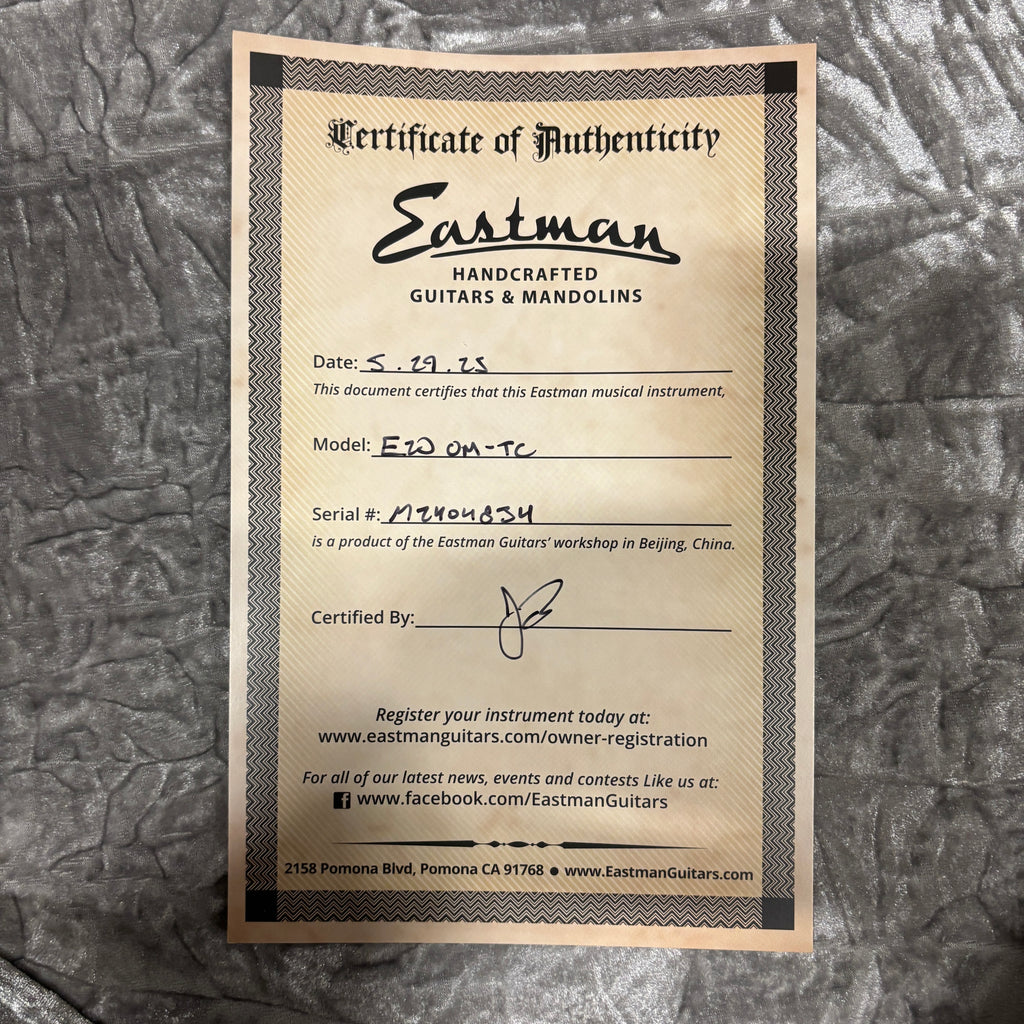 Certificate of Authenticity
Eastman
HANDCRAFTED
GUITARS & MANDOLINS
Date: 5.29.25
This document certifies that this Eastman musical instrument,
Model: E20 OM-TC
Serial #: M2404834
is a product of the Eastman Guitars' workshop in Beijing, China.
Certified By:
Register your instrument today at:
www.eastmanguitars.com/owner-registration
For all of our latest news, events and contests Like us at:
www.facebook.com/EastmanGuitars
2158 Pomona Blvd, Pomona CA 91768 ● www.EastmanGuitars.com